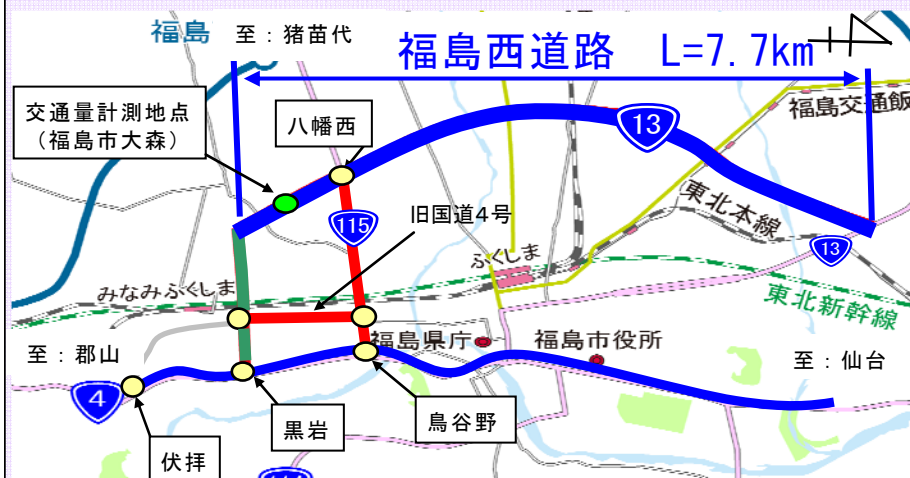 福島
至：猪苗代
福島西道路 L=7.7km
交通量計測地点
（福島市大森）
八幡西
13
福島交通飯
115
旧国道4号
東北本線
13
ふくしま
みなみふくしま
東北新幹線
福島県庁
福島市役所
至：郡山
至：仙台
4
黒岩
鳥谷野
伏拝